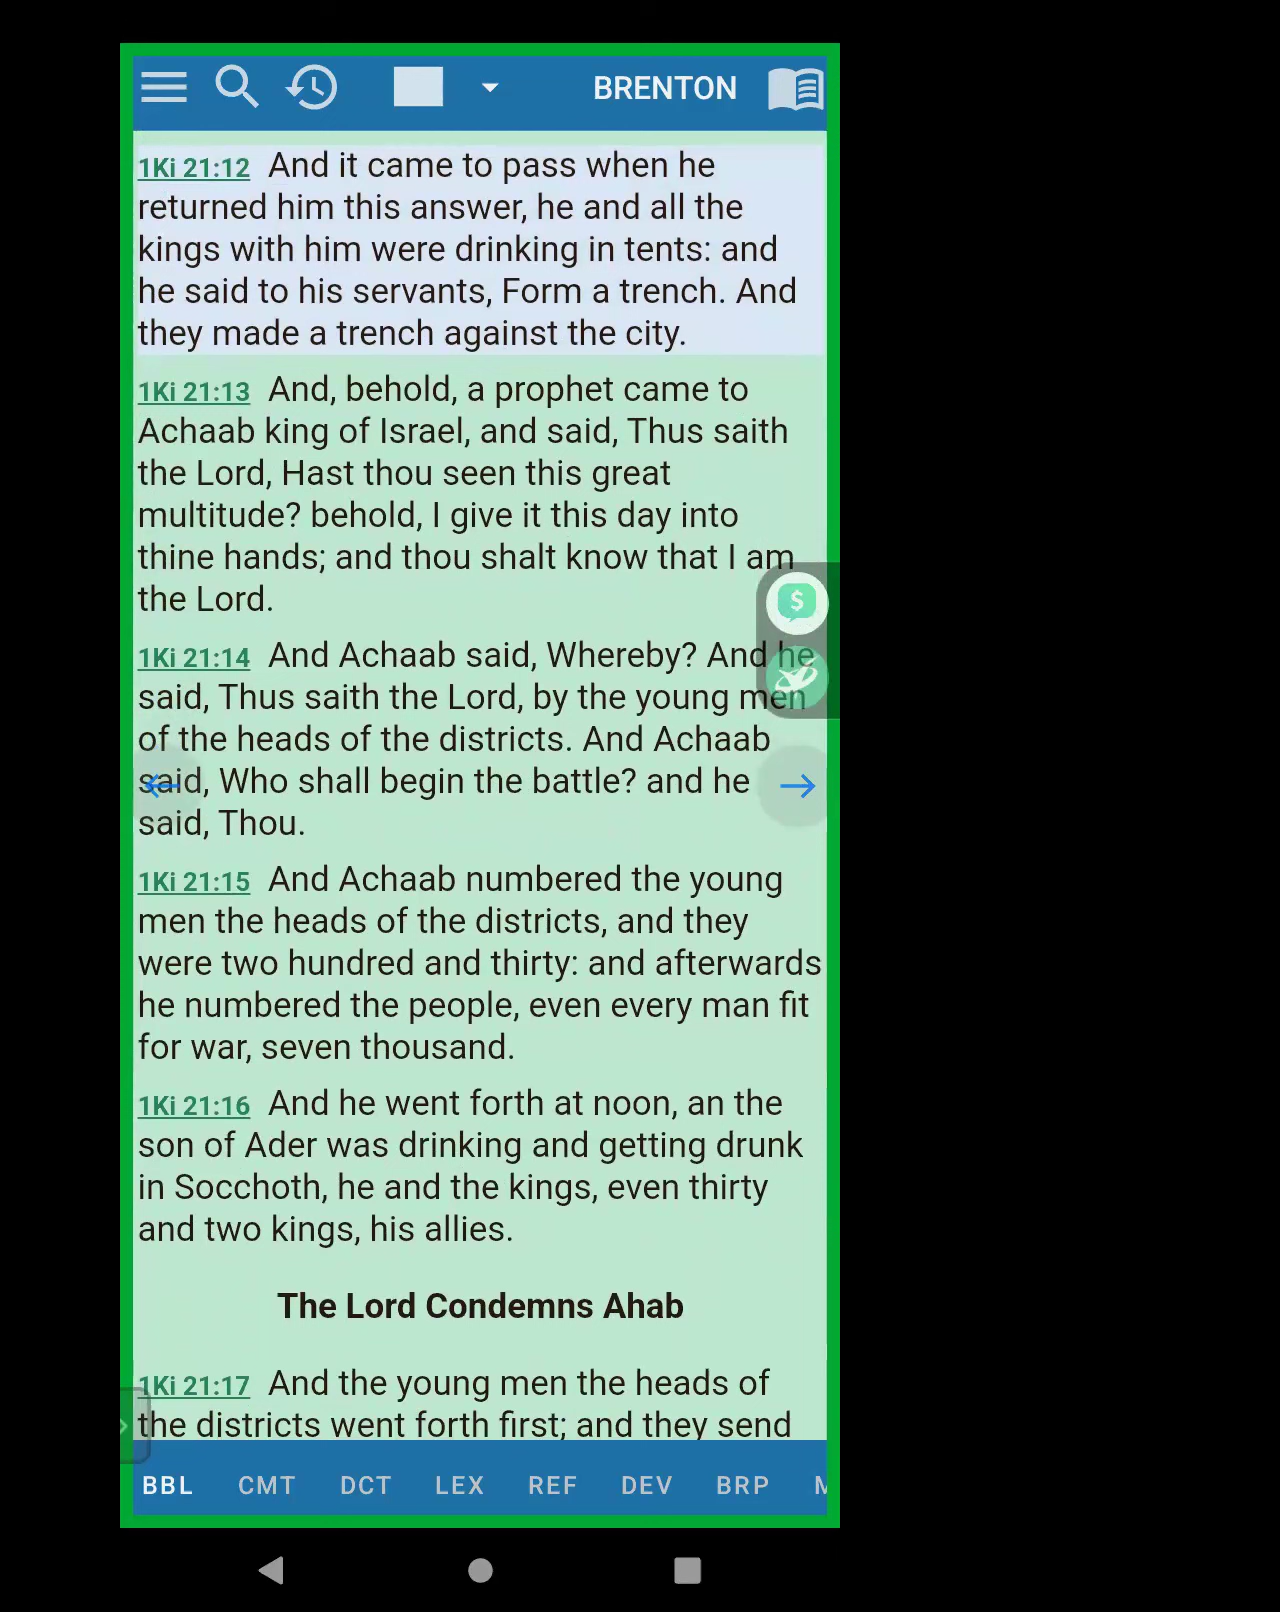 BRENTON
1Ki 21:12 And it came to pass when he
returned him this answer, he and all the
kings with him were drinking in tents: and
he said to his servants, Form a trench. And
they made a trench against the city.
1Ki 21:13 And, behold, a prophet came to
Achaab king of Israel, and said, Thus saith
the Lord, Hast thou seen this great
multitude? behold, I give it this day into
thine hands; and thou shalt know that I am
the Lord.
1Ki 21:14 And Achaab said, Whereby? And he
said, Thus saith the Lord, by the young men
of the heads of the districts. And Achaab
said, Who shall begin the battle? and he
said, Thou.
1Ki 21:15 And Achaab numbered the young
men the heads of the districts, and they
were two hundred and thirty: and afterwards
he numbered the people, even every man fit
for war, seven thousand.
1Ki 21:16 And he went forth at noon, an the
son of Ader was drinking and getting drunk
in Socchoth, he and the kings, even thirty
and two kings, his allies.
The Lord Condemns Ahab
1Ki 21:17 And the young men the heads of
the districts went forth first; and they send
BBL CMT DCT LEX REF DEV BRP M